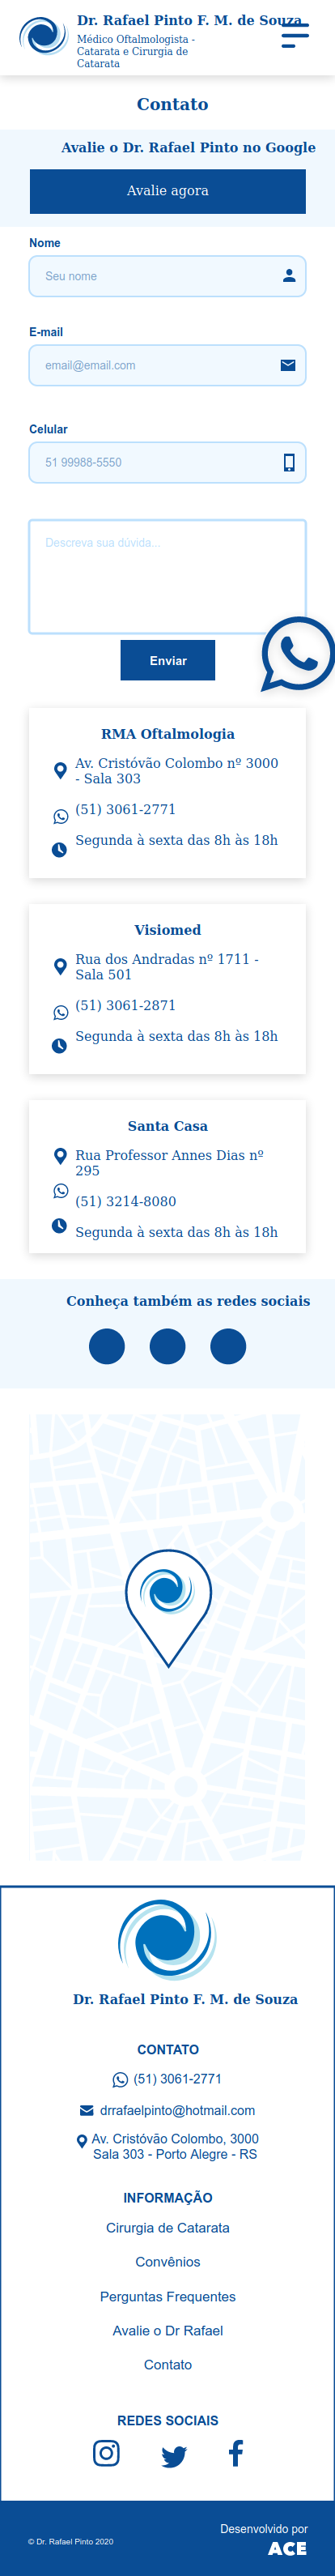 Dr. Rafael Pinto F. M. de Souza
Médico Oftalmologista -
Catarata e Cirurgia de
Catarata
Contato
Avalie o Dr. Rafael Pinto no Google
Avalie agora
Nome
Seu nome
E-mail
email@email.com
Celular
51 99988-5550
Descreva sua dúvida...
Enviar
RMA Oftalmologia
Av. Cristóvão Colombo nº 3000
- Sala 303
(51) 3061-2771
Segunda à sexta das 8h às 18h
Visiomed
Rua dos Andradas nº 1711 -
Sala 501
(51) 3061-2871
Segunda à sexta das 8h às 18h
Santa Casa
Rua Professor Annes Dias nº
295
(51) 3214-8080
Segunda à sexta das 8h às 18h
Conheça também as redes sociais
Dr. Rafael Pinto F. M. de Souza
CONTATO
(51) 3061-2771
drrafaelpinto@hotmail.com
Av. Cristóvão Colombo, 3000
Sala 303 - Porto Alegre - RS
INFORMAÇÃO
Cirurgia de Catarata
Convênios
Perguntas Frequentes
Avalie o Dr Rafael
Contato
REDES SOCIAIS
© Dr. Rafael Pinto 2020
Desenvolvido por
ACE